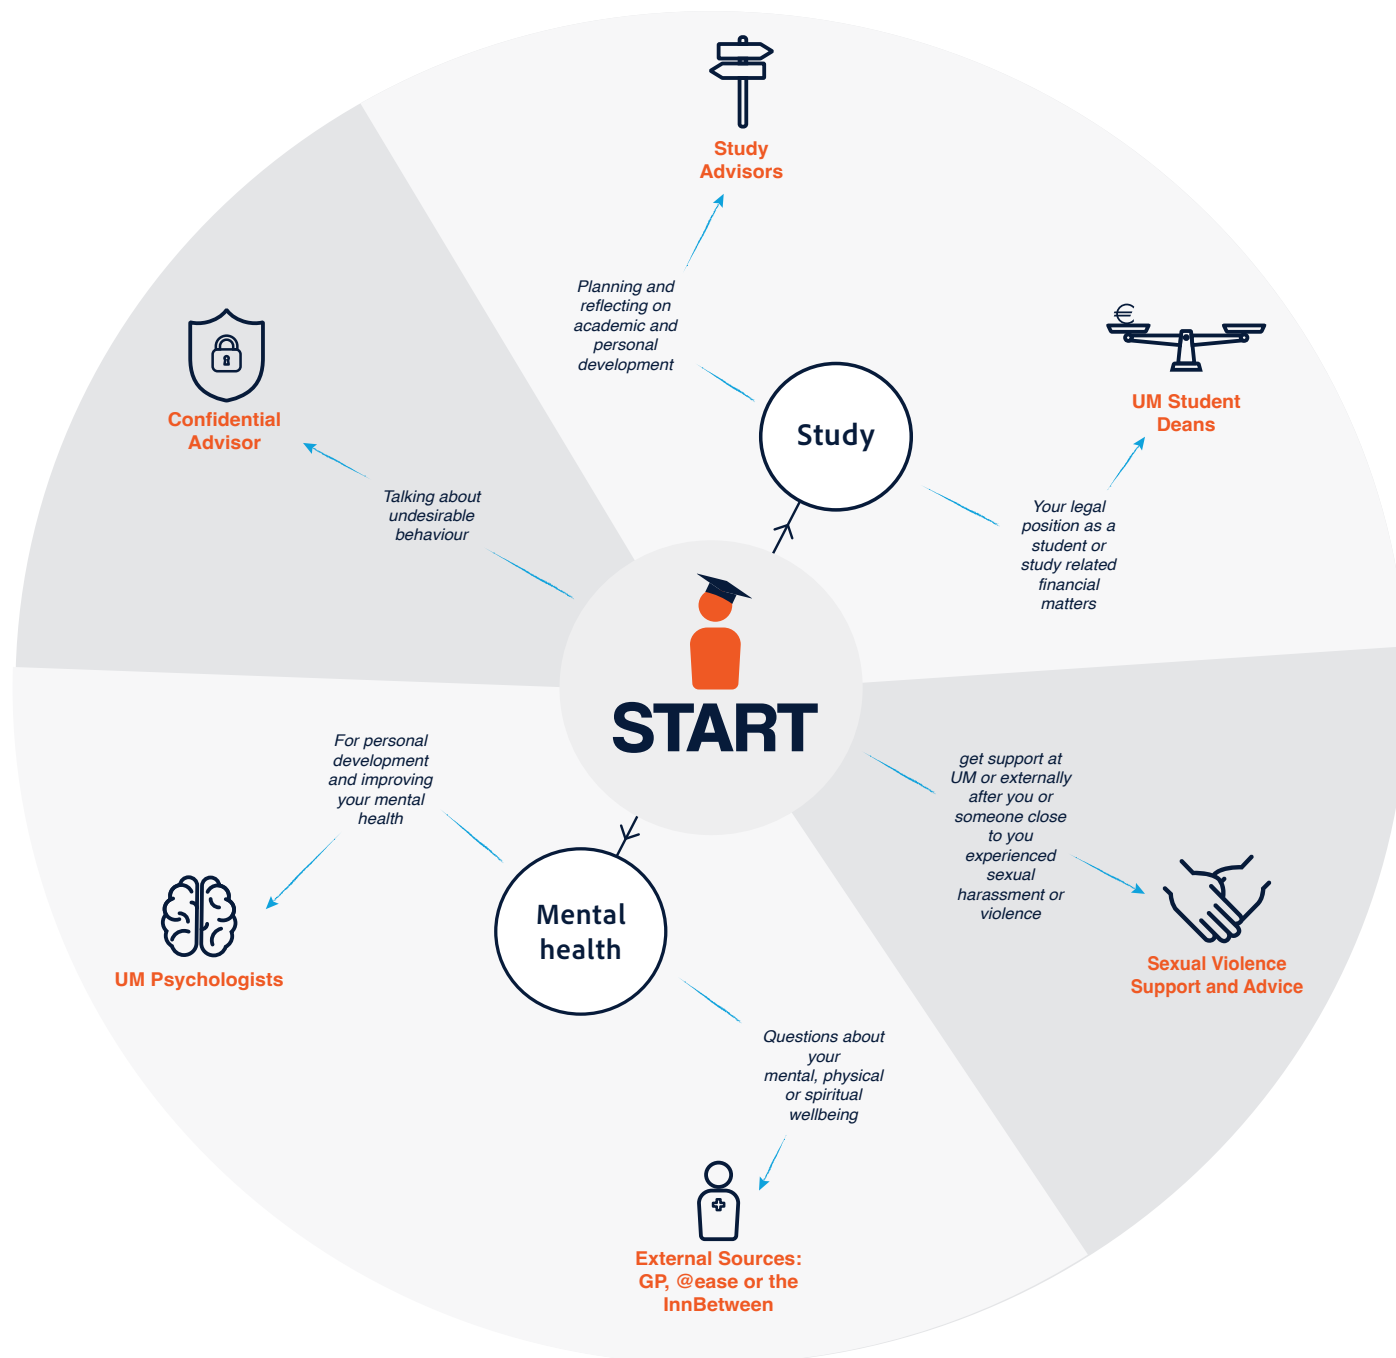 Study
Advisors
Planning and
reflecting on
academic and
personal
development
Study
€
UM Student
Deans
Your legal
position as a
student or
study related
financial
matters
Confidential
Advisor
Talking about
undesirable
behaviour
START
For personal
development
and improving
your mental
health
UM Psychologists
Mental
health
get support at
UM or externally
after you or
someone close
to you
experienced
sexual
harassment or
violence
Sexual Violence
Support and Advice
Questions about
your
mental, physical
or spiritual
wellbeing
External Sources:
GP, @ease or the
InnBetween